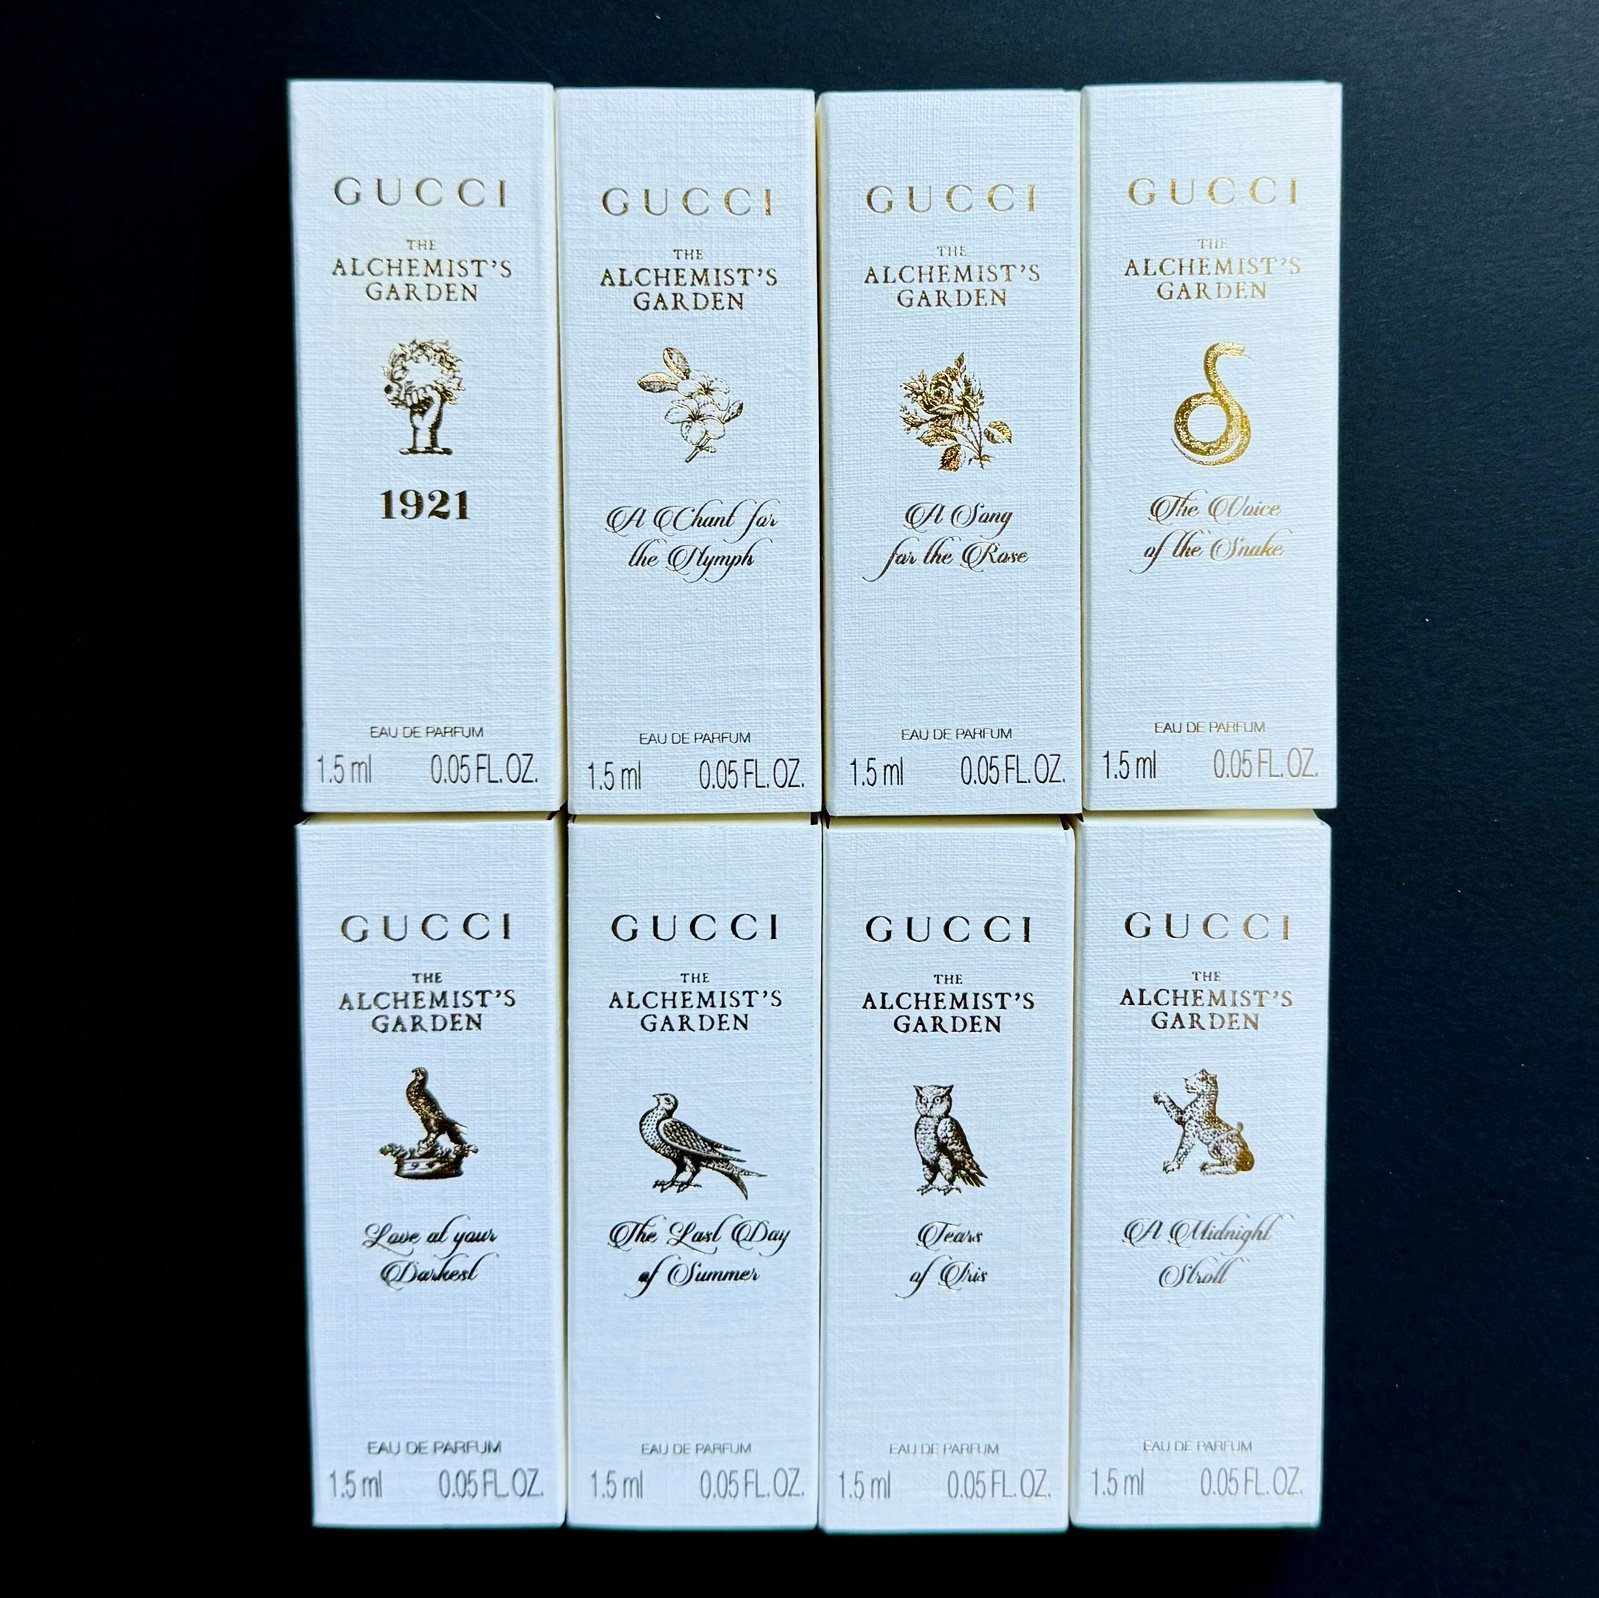 GUCCI
THE
ALCHEMIST'S
GARDEN
1921
EAU DE PARFUM
1.5 ml 0.05 FL. OZ.
GUCCI
THE
ALCHEMIST'S
GARDEN
A Chant for
the Nymph
EAU DE PARFUM
1.5 ml 0.05 FL. OZ.
GUCCI
THE
ALCHEMIST'S
GARDEN
A Song
for the Rose
EAU DE PARFUM
1.5 ml 0.05 FL. OZ.
GUCCI
THE
ALCHEMIST'S
GARDEN
The Voice
of the Snake
EAU DE PARFUM
1.5 ml 0.05 FL. OZ.
GUCCI
THE
ALCHEMIST'S
GARDEN
Love at your
Darkest
EAU DE PARFUM
1.5 ml 0.05 FL. OZ.
GUCCI
THE
ALCHEMIST'S
GARDEN
The Last Day
of Summer
EAU DE PARFUM
1.5 ml 0.05 FL. OZ.
GUCCI
THE
ALCHEMIST'S
GARDEN
Tears
of Iris
EAU DE PARFUM
1.5 ml 0.05 FL. OZ.
GUCCI
THE
ALCHEMIST'S
GARDEN
A Midnight
Stroll
EAU DE PARFUM
1.5 ml 0.05 FL. OZ.